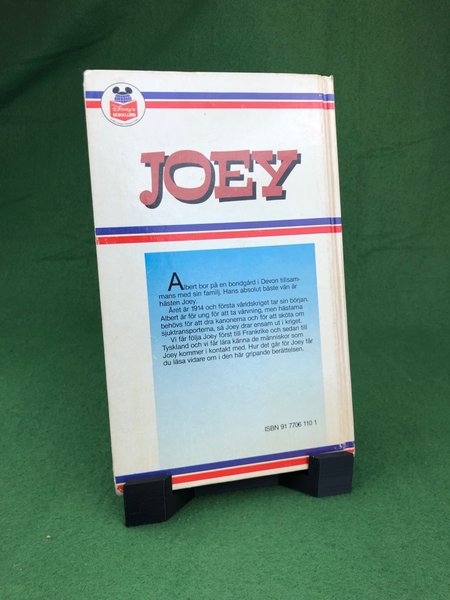 Disney's
BOKKLUBB
JOEY
Albert bor på en bondgård i Devon tillsam-
mans med sin familj. Hans absolut bäste vän är
hästen Joey.
Året är 1914 och första världskriget tar sin början.
Albert är för ung för att ta värvning, men hästarna
behövs för att dra kanonerna och för att sköta om
sjuktransporterna, så Joey drar ensam ut i kriget.
Vi får följa Joey först till Frankrike och sedan till
Tyskland och vi får lära känna de människor som
Joey kommer i kontakt med. Hur det går för Joey får
du läsa vidare om i den här gripande berättelsen.
ISBN 91 7706 110 1